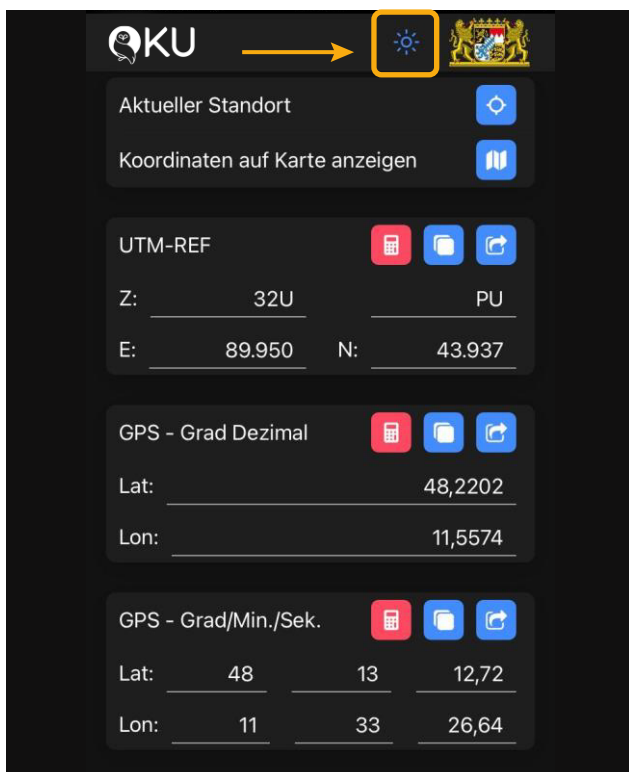 OKU
Aktueller Standort
Koordinaten auf Karte anzeigen
UTM-REF
Z: 32U PU
E: 89.950 N: 43.937
GPS - Grad Dezimal
Lat: 48,2202
Lon: 11,5574
GPS - Grad/Min./Sek.
Lat: 48 13 12,72
Lon: 11 33 26,64